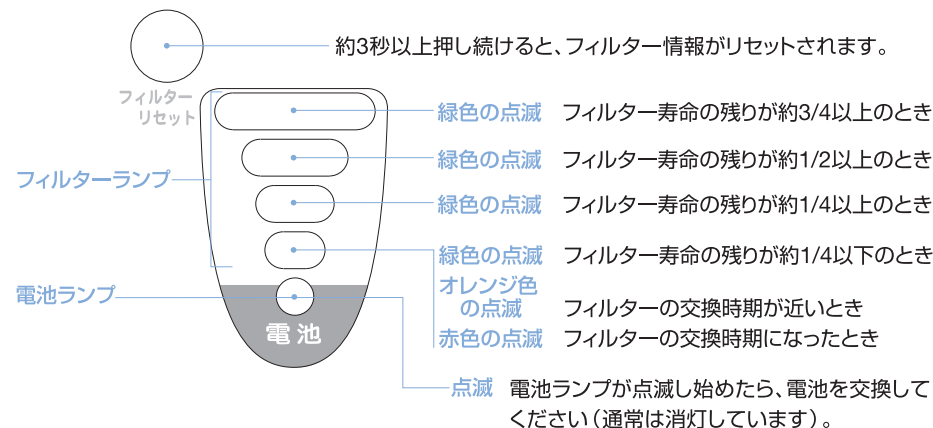 約3秒以上押し続けると、フィルター情報がリセットされます。
フィルター
リセット
緑色の点滅 フィルター寿命の残りが約3/4以上のとき
緑色の点滅 フィルター寿命の残りが約1/2以上のとき
フィルターランプ
緑色の点滅 フィルター寿命の残りが約1/4以上のとき
緑色の点滅 フィルター寿命の残りが約1/4以下のとき
電池ランプ
オレンジ色
の点滅 フィルターの交換時期が近いとき
電池
赤色の点滅 フィルターの交換時期になったとき
点滅 電池ランプが点滅し始めたら、電池を交換して
ください（通常は消灯しています）。